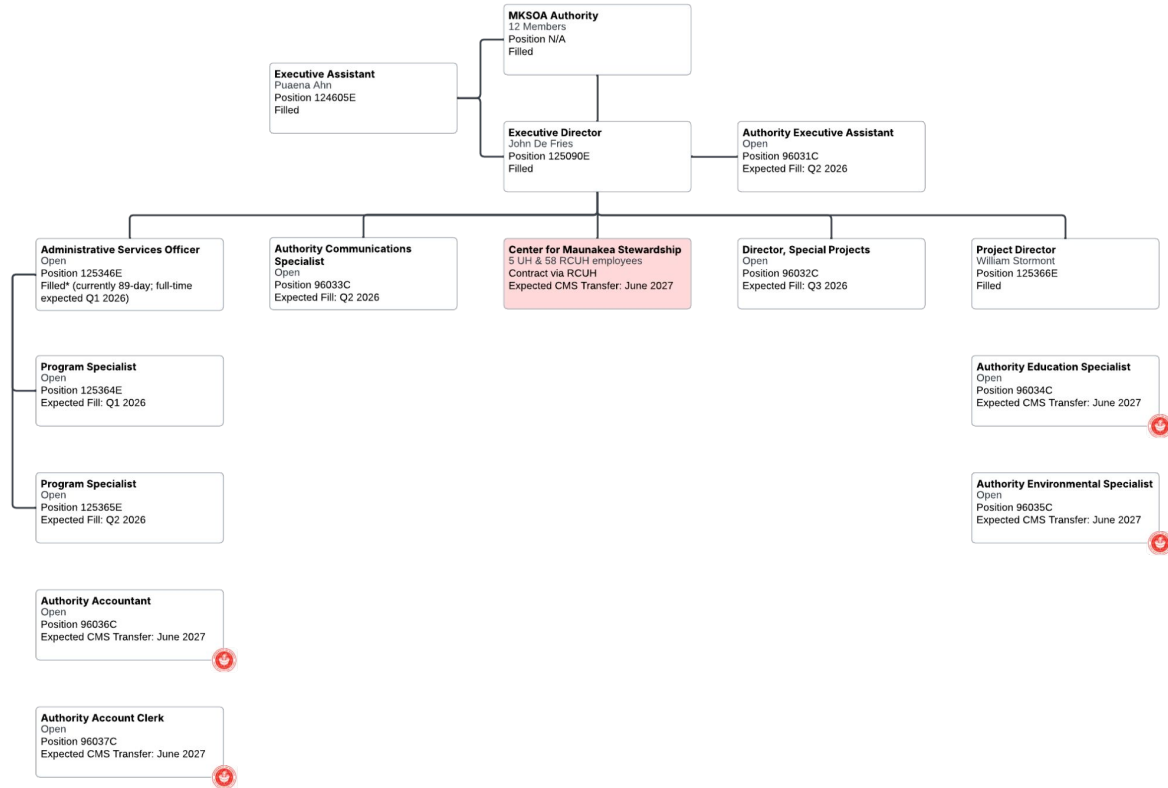 MKSOA Authority
12 Members
Position N/A
Filled
Executive Assistant
Puaena Ahn
Position 124605E
Filled
Executive Director
John De Fries
Position 125090E
Filled
Authority Executive Assistant
Open
Position 96031C
Expected Fill: Q2 2026
Administrative Services Officer
Open
Position 125346E
Filled* (currently 89-day; full-time
expected Q1 2026)
Authority Communications
Specialist
Open
Position 96033C
Expected Fill: Q2 2026
Center for Maunakea Stewardship
5 UH & 58 RCUH employees
Contract via RCUH
Expected CMS Transfer: June 2027
Director, Special Projects
Open
Position 96032C
Expected Fill: Q3 2026
Project Director
William Stormont
Position 125366E
Filled
Program Specialist
Open
Position 125364E
Expected Fill: Q1 2026
Authority Education Specialist
Open
Position 96034C
Expected CMS Transfer: June 2027
Program Specialist
Open
Position 125365E
Expected Fill: Q2 2026
Authority Environmental Specialist
Open
Position 96035C
Expected CMS Transfer: June 2027
Authority Accountant
Open
Position 96036C
Expected CMS Transfer: June 2027
Authority Account Clerk
Open
Position 96037C
Expected CMS Transfer: June 2027